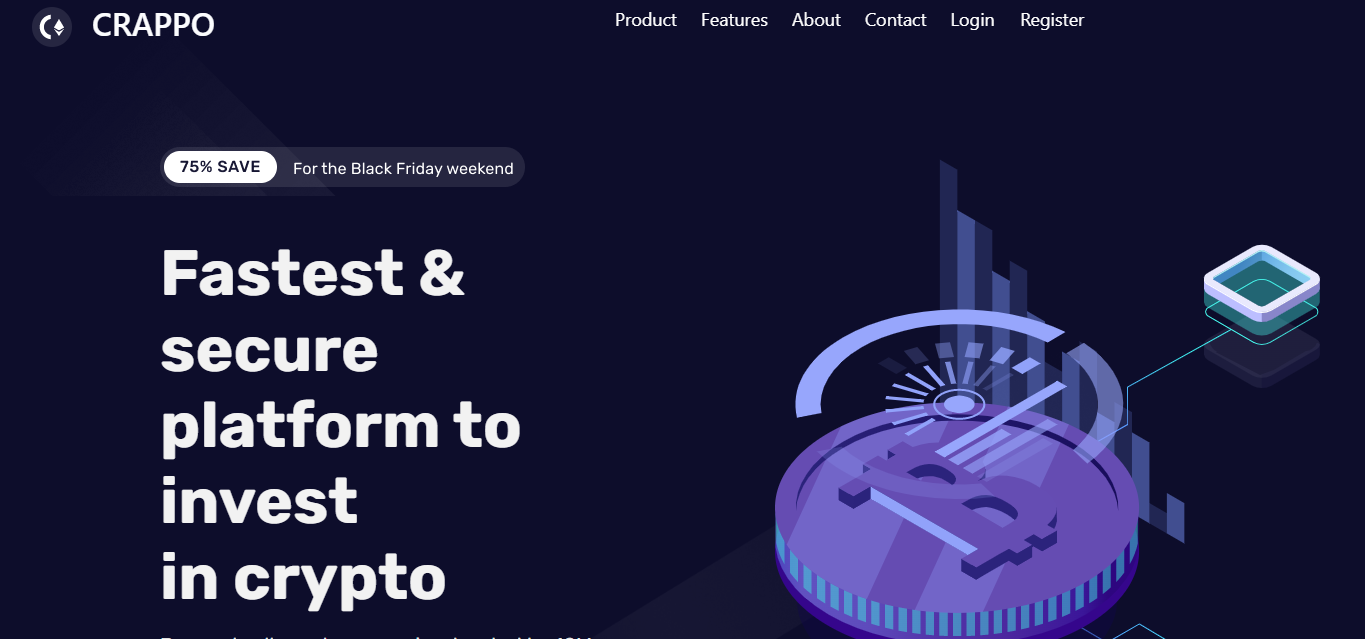 CRAPPO
Product Features About Contact Login Register
75% SAVE For the Black Friday weekend
Fastest &
secure
platform to
invest
in crypto